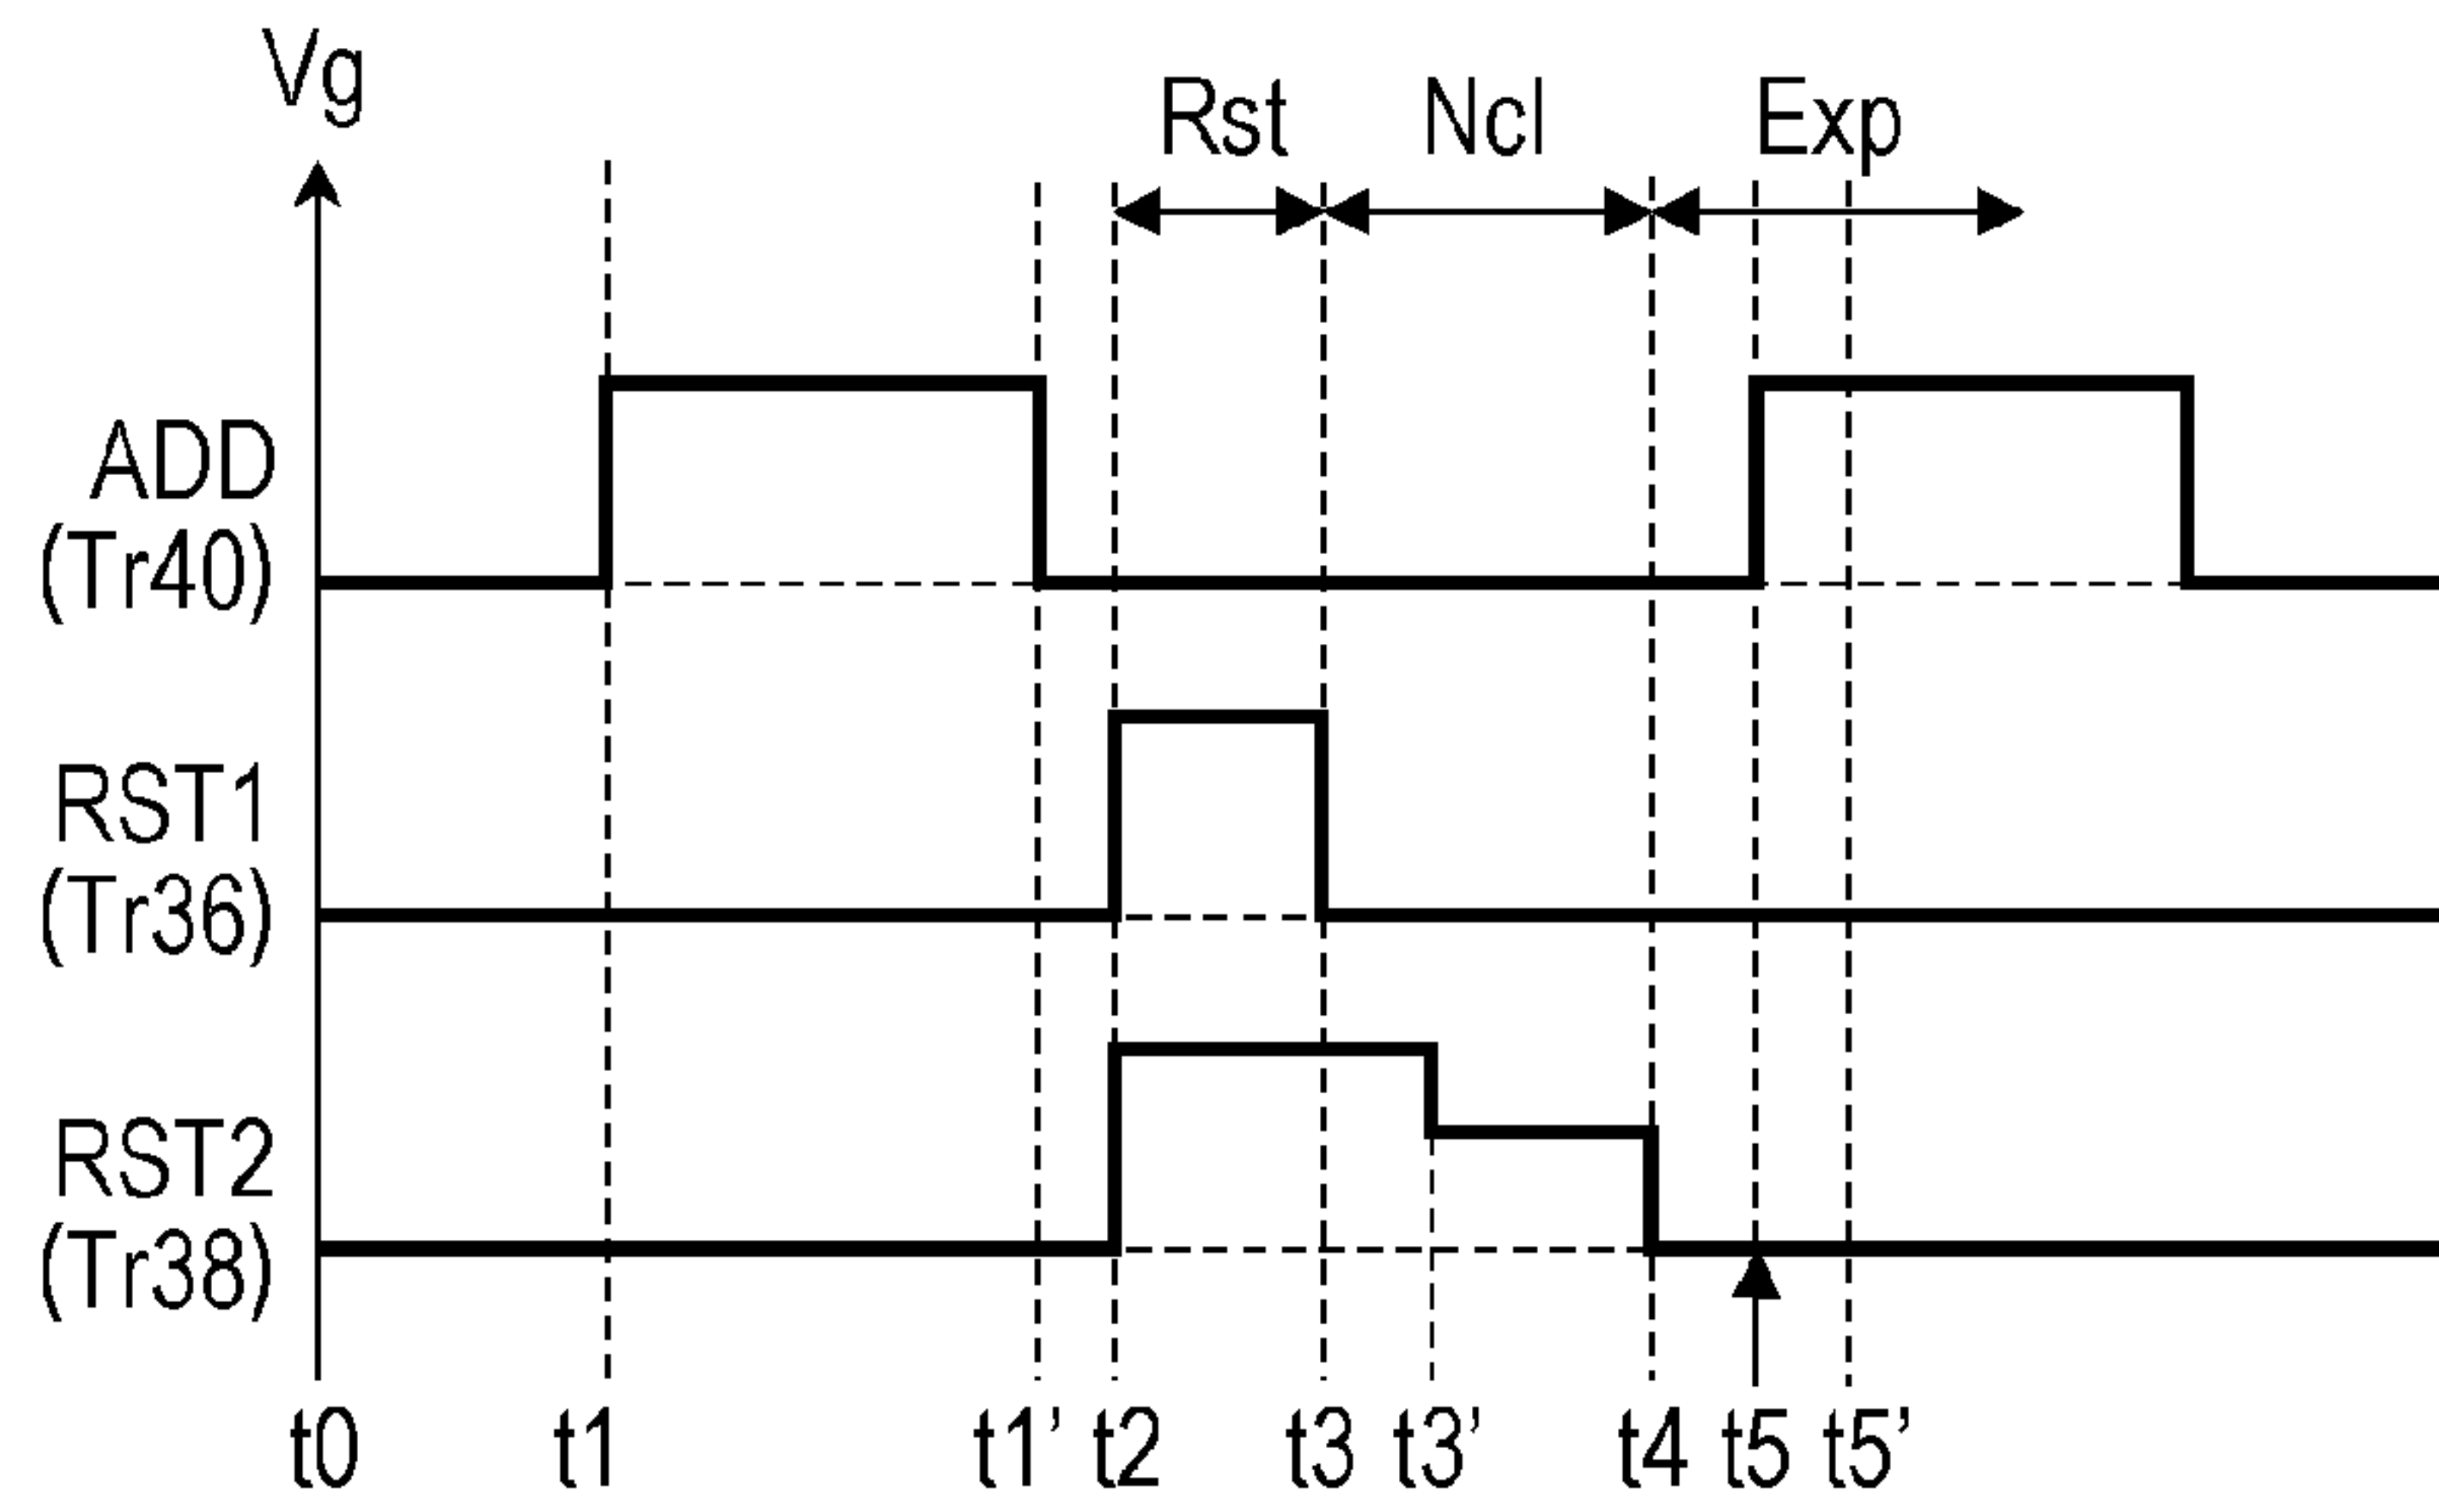 Vg
Rst Ncl Exp
ADD
(Tr40)
RST1
(Tr36)
RST2
(Tr38)
t0 t1 t1’ t2 t3 t3’ t4 t5 t5’